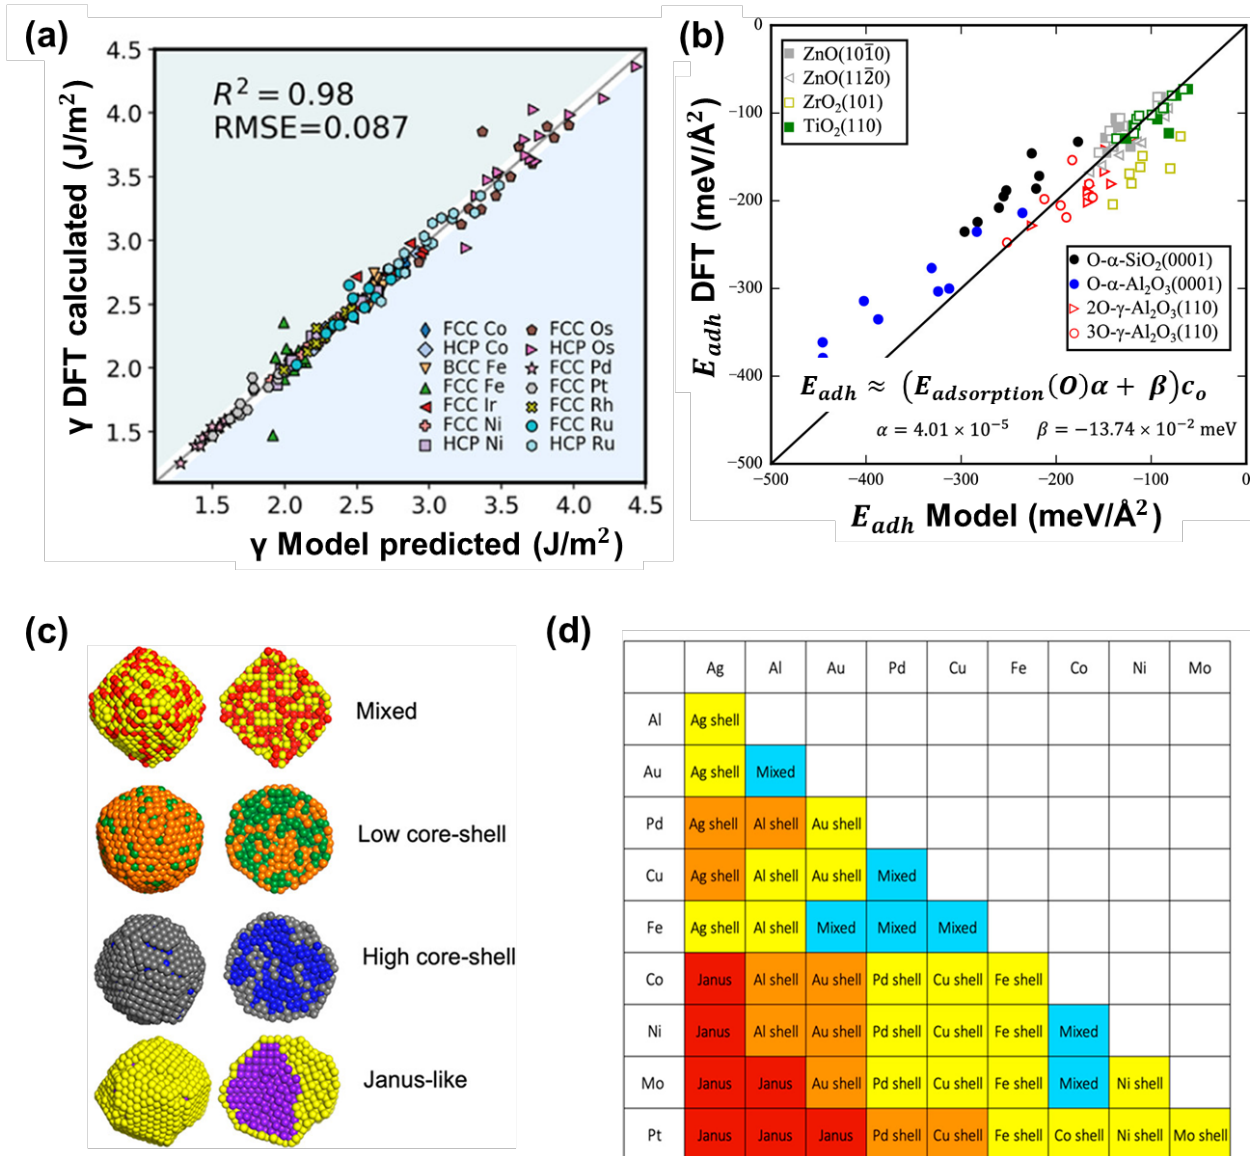 (a)
4.5
4.0
3.5
3.0
2.5
2.0
1.5
γ DFT calculated (J/m²)
R² = 0.98
RMSE=0.087
FCC Co
HCP Co
BCC Fe
FCC Fe
FCC Ir
FCC Ni
HCP Ni
FCC Os
HCP Os
FCC Pd
FCC Pt
FCC Rh
FCC Ru
HCP Ru
1.5 2.0 2.5 3.0 3.5 4.0 4.5
γ Model predicted (J/m²)
(b)
0
−100
−200
−300
−400
−500
E_adh DFT (meV/Å²)
ZnO(101̄0)
ZnO(112̄0)
ZrO₂(101)
TiO₂(110)
O-α-SiO₂(0001)
O-α-Al₂O₃(0001)
2O-γ-Al₂O₃(110)
3O-γ-Al₂O₃(110)
E_adh ≈ (E_adsorption(O)α + β)c_o
α = 4.01 × 10⁻⁵ β = −13.74 × 10⁻² meV
−500 −400 −300 −200 −100 0
E_adh Model (meV/Å²)
(c)
Mixed
Low core-shell
High core-shell
Janus-like
(d)
Ag Al Au Pd Cu Fe Co Ni Mo
Al Ag shell
Au Ag shell Mixed
Pd Ag shell Al shell Au shell
Cu Ag shell Al shell Au shell Mixed
Fe Ag shell Al shell Mixed Mixed Mixed
Co Janus Al shell Au shell Pd shell Cu shell Fe shell
Ni Janus Al shell Au shell Pd shell Cu shell Fe shell Mixed
Mo Janus Janus Au shell Pd shell Cu shell Fe shell Mixed Ni shell
Pt Janus Janus Janus Pd shell Cu shell Fe shell Co shell Ni shell Mo shell